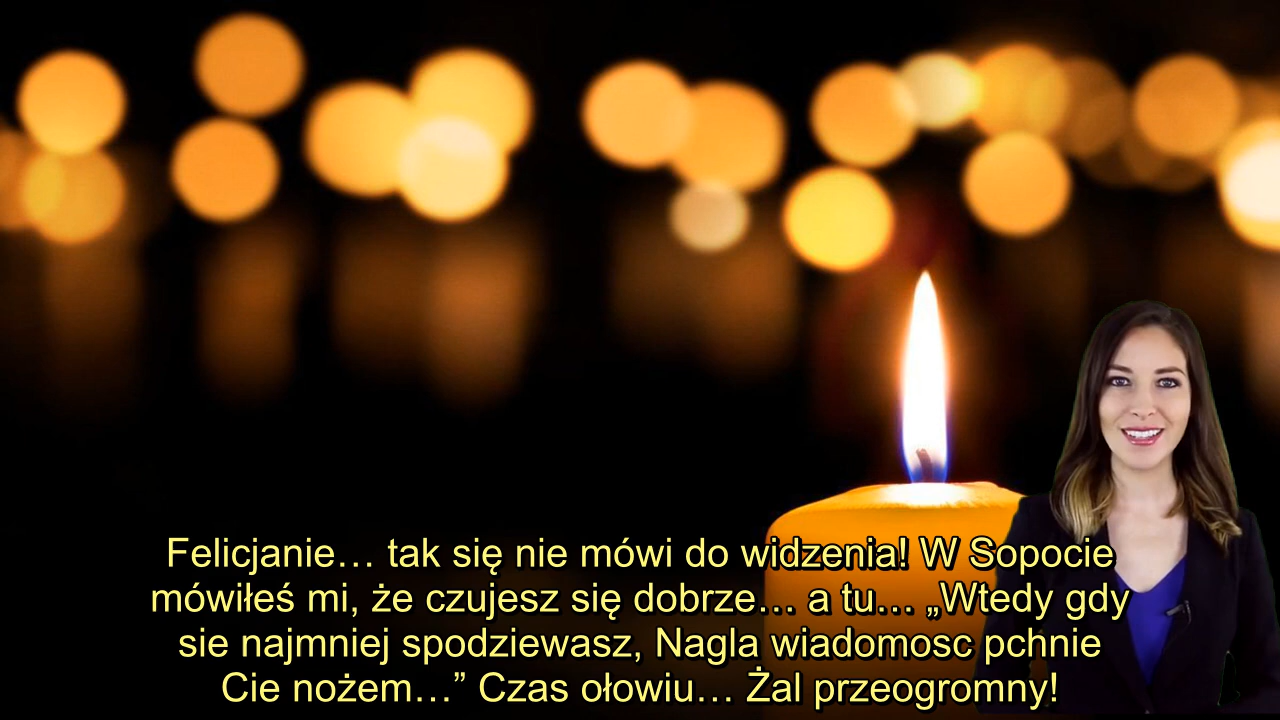 Felicjanie… tak się nie mówi do widzenia! W Sopocie
mówiłeś mi, że czujesz się dobrze… a tu… „Wtedy gdy
sie najmniej spodziewasz, Nagla wiadomosc pchnie
Cie nożem…” Czas ołowiu… Żal przeogromny!